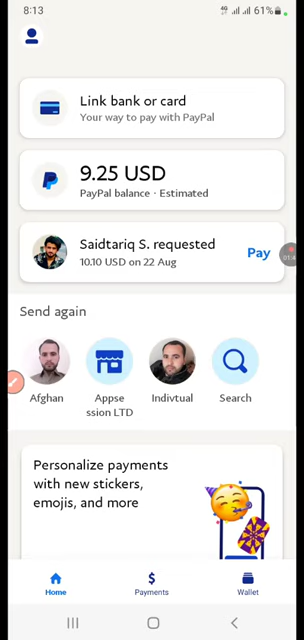 8:13
4G
61%
Link bank or card
Your way to pay with PayPal
9.25 USD
PayPal balance · Estimated
Saidtariq S. requested
10.10 USD on 22 Aug
Pay
Send again
Afghan
Appse
ssion LTD
Indivtual
Search
Personalize payments
with new stickers,
emojis, and more
Home
Payments
Wallet